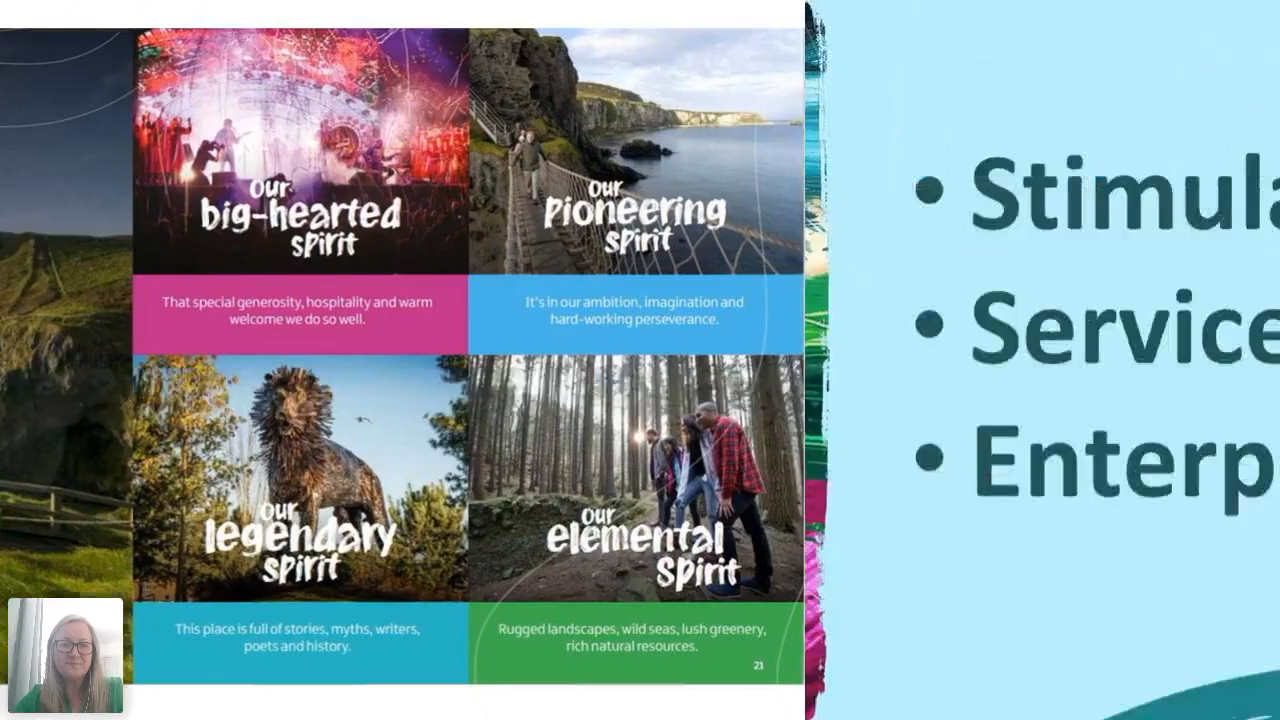 our
big-hearted
spirit
That special generosity, hospitality and warm
welcome we do so well.
our
pioneering
spirit
It's in our ambition, imagination and
hard-working perseverance.
our
legendary
spirit
This place is full of stories, myths, writers,
poets and history.
our
elemental
spirit
Rugged landscapes, wild seas, lush greenery,
rich natural resources.
21
• Stimula
• Service
• Enterp